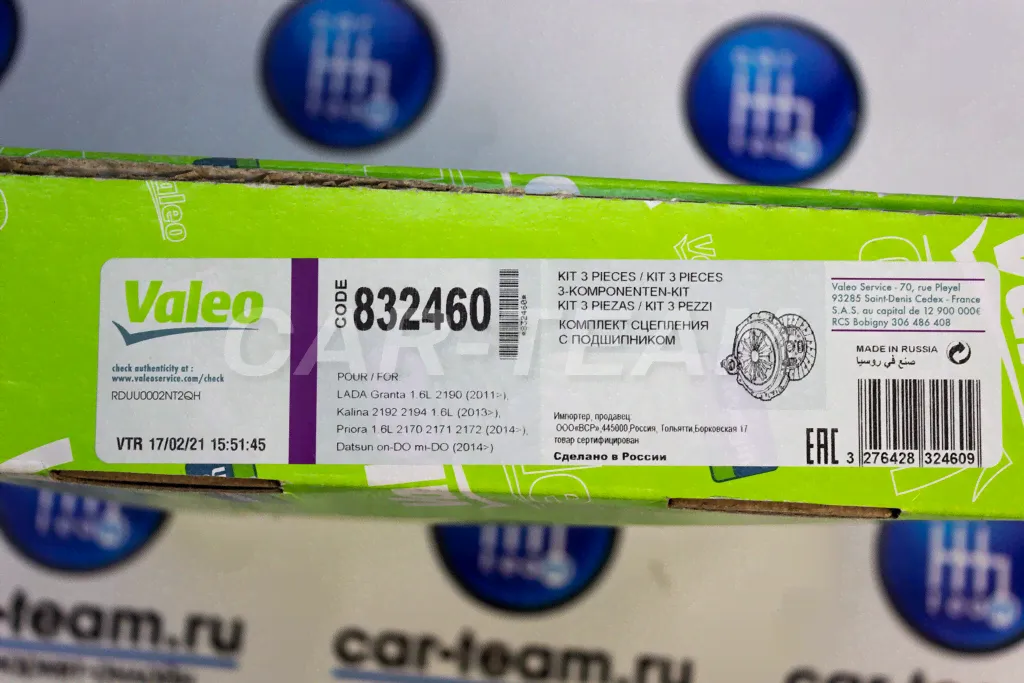 Valeo
Valeo
check authenticity at :
www.valeoservice.com/check
RDUU0002NT2QH
VTR 17/02/21 15:51:45
CODE
832460
*832460*
POUR / FOR
LADA Granta 1.6L 2190 (2011>),
Kalina 2192 2194 1.6L (2013>),
Priora 1.6L 2170 2171 2172 (2014>),
Datsun on-DO mi-DO (2014>)
KIT 3 PIECES / KIT 3 PIECES
3-KOMPONENTEN-KIT
KIT 3 PIEZAS / KIT 3 PEZZI
КОМПЛЕКТ СЦЕПЛЕНИЯ
С ПОДШИПНИКОМ
Импортер, продавец:
ООО«ВСР»,445000 Россия, Тольятти,Борковская 17
товар сертифицирован
Сделано в России
Valeo Service - 70, rue Pleyel
93285 Saint-Denis Cedex - France
S.A.S. au capital de 12 900 000€
RCS Bobigny 306 486 408
MADE IN RUSSIA
صنع في روسيا
EAC
3 276428 324609
CAR-TEAM
car-team.ru
car-team.ru